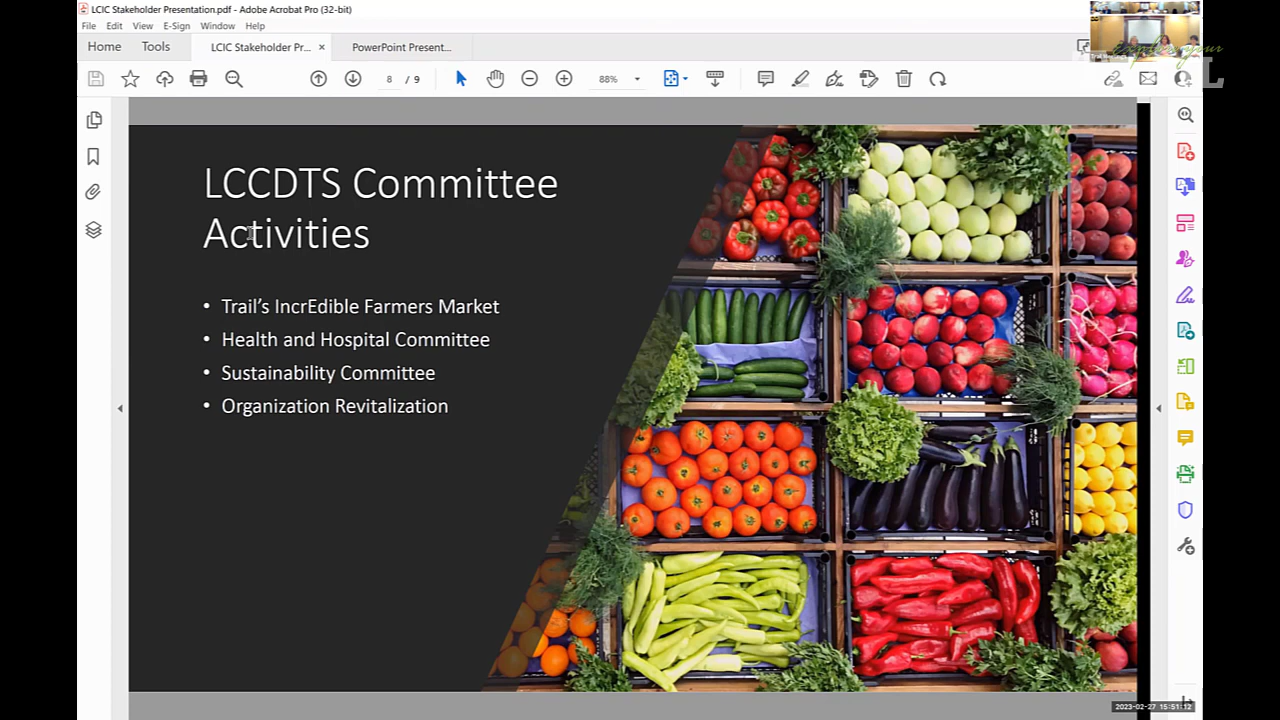 LCIC Stakeholder Presentation.pdf - Adobe Acrobat Pro (32-bit)
File Edit View Window Help
Home Tools LCIC Stakeholder Pr... × PowerPoint Present...
8 / 9 88%
LCCDTS Committee
Activities
• Trail's IncrEdible Farmers Market
• Health and Hospital Committee
• Sustainability Committee
• Organization Revitalization
2023-02-27 15:51:12